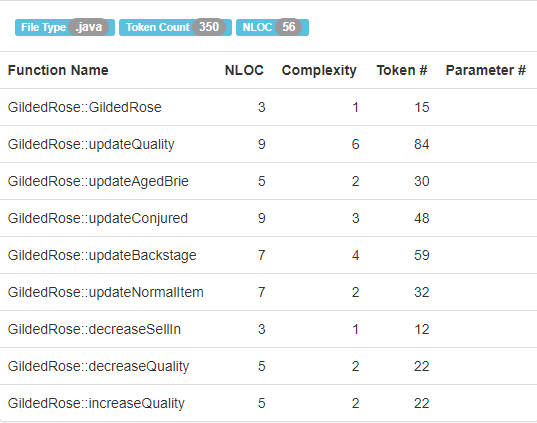 File Type .java Token Count 350 NLOC 56
Function Name NLOC Complexity Token # Parameter #
GildedRose::GildedRose 3 1 15
GildedRose::updateQuality 9 6 84
GildedRose::updateAgedBrie 5 2 30
GildedRose::updateConjured 9 3 48
GildedRose::updateBackstage 7 4 59
GildedRose::updateNormalItem 7 2 32
GildedRose::decreaseSellIn 3 1 12
GildedRose::decreaseQuality 5 2 22
GildedRose::increaseQuality 5 2 22